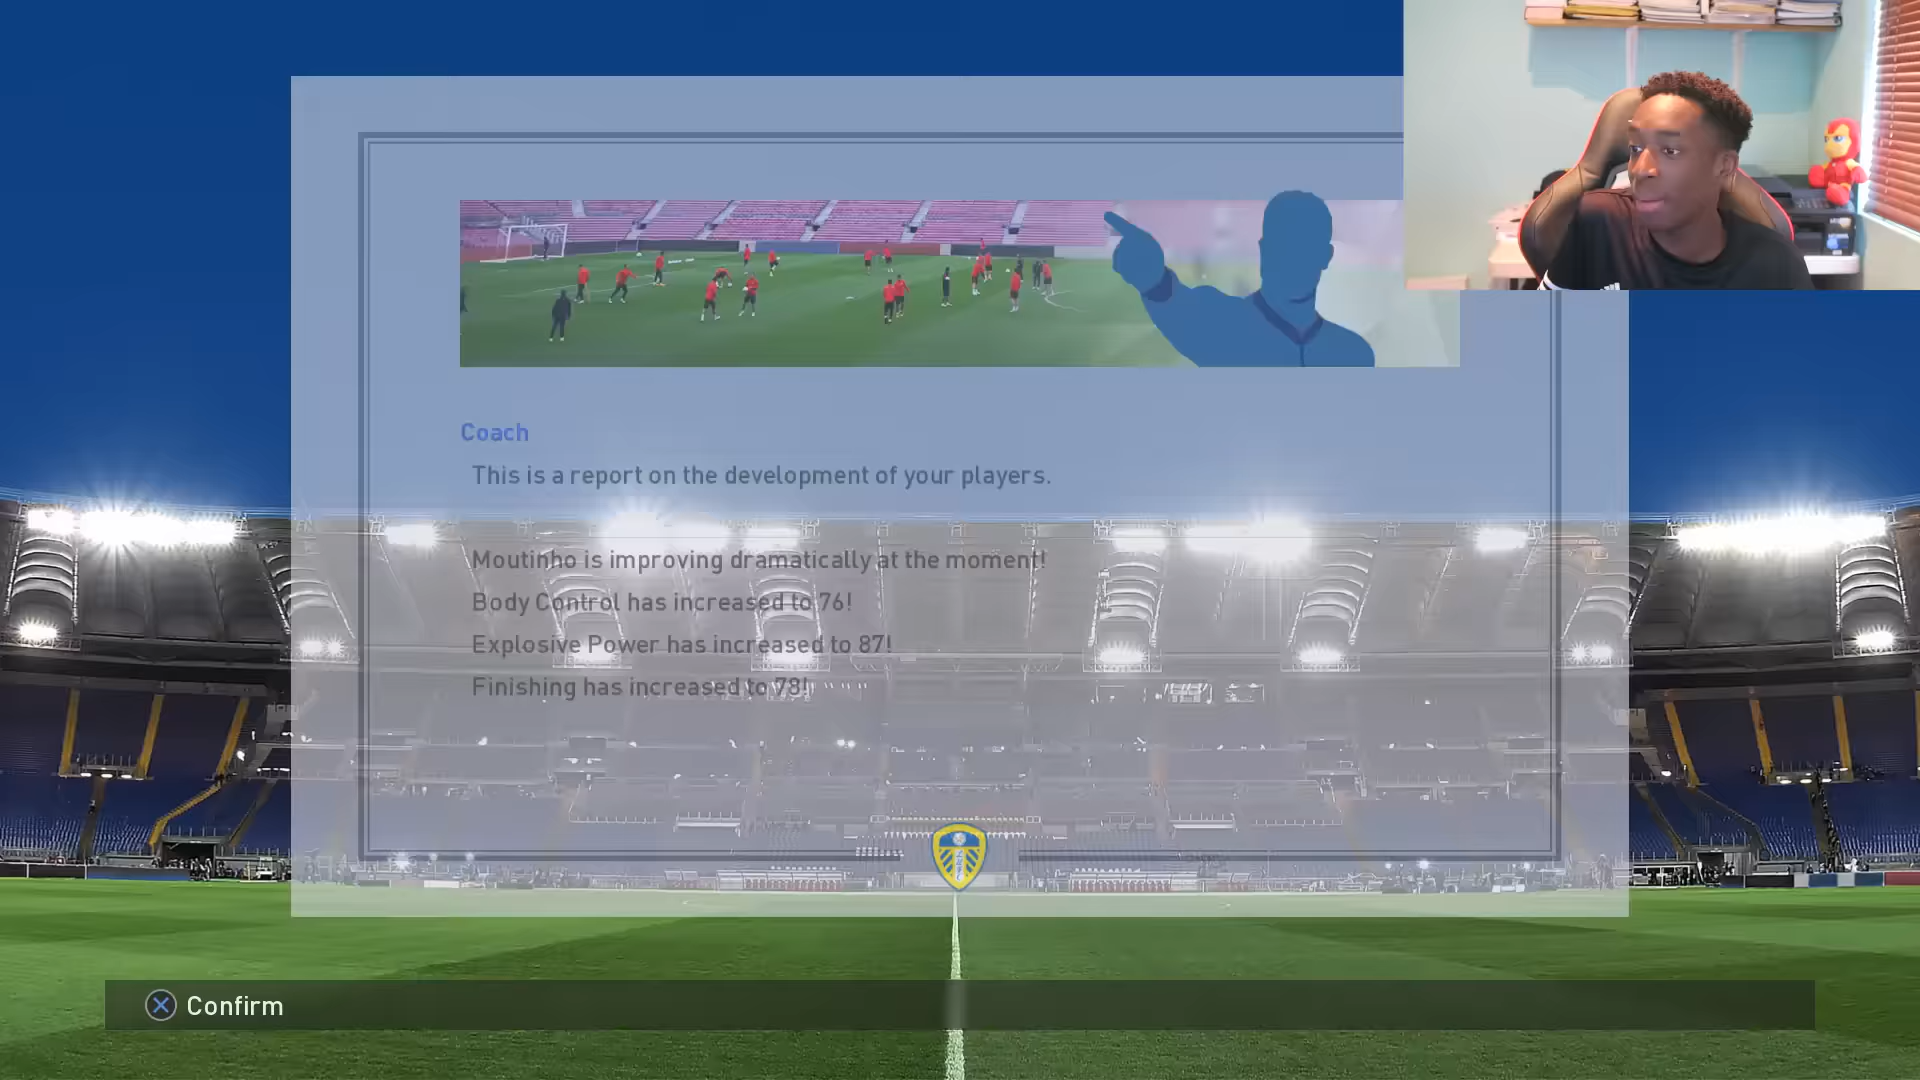 Coach
This is a report on the development of your players.
Moutinho is improving dramatically at the moment!
Body Control has increased to 76!
Explosive Power has increased to 87!
Finishing has increased to 78!
Confirm